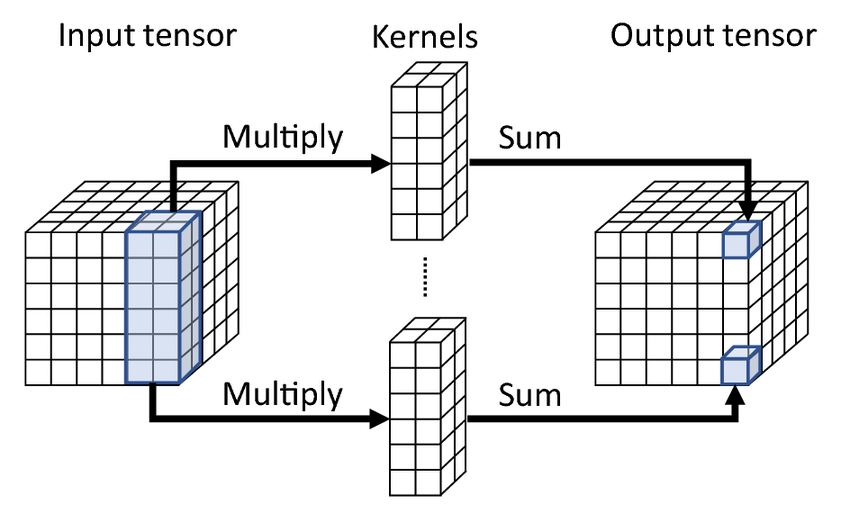 Input tensor
Kernels
Output tensor
Multiply
Sum
Multiply
Sum